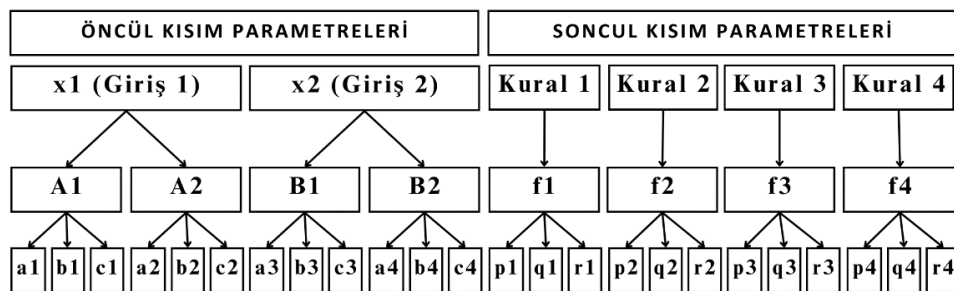 ÖNCÜL KISIM PARAMETRELERİ SONCUL KISIM PARAMETRELERİ
x1 (Giriş 1) x2 (Giriş 2) Kural 1 Kural 2 Kural 3 Kural 4
A1 A2 B1 B2 f1 f2 f3 f4
a1 b1 c1 a2 b2 c2 a3 b3 c3 a4 b4 c4 p1 q1 r1 p2 q2 r2 p3 q3 r3 p4 q4 r4